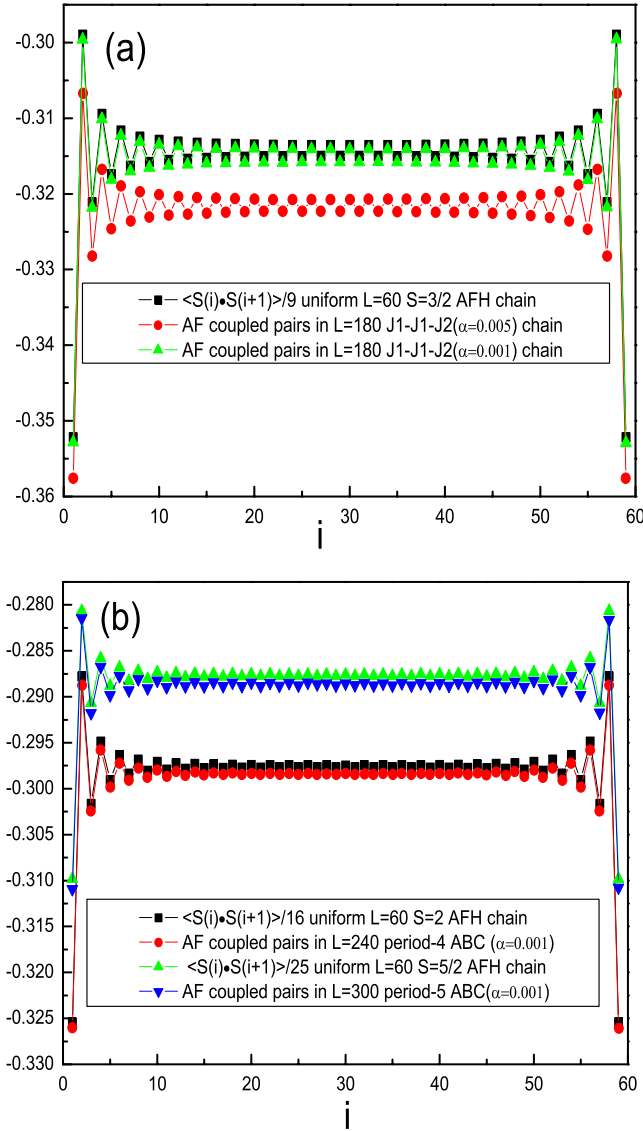 (a)
-0.30
-0.31
-0.32
-0.33
-0.34
-0.35
-0.36
<S(i)•S(i+1)>/9 uniform L=60 S=3/2 AFH chain
AF coupled pairs in L=180 J1-J1-J2(α=0.005) chain
AF coupled pairs in L=180 J1-J1-J2(α=0.001) chain
0 10 20 30 40 50 60
i
(b)
-0.280
-0.285
-0.290
-0.295
-0.300
-0.305
-0.310
-0.315
-0.320
-0.325
-0.330
<S(i)•S(i+1)>/16 uniform L=60 S=2 AFH chain
AF coupled pairs in L=240 period-4 ABC (α=0.001)
<S(i)•S(i+1)>/25 uniform L=60 S=5/2 AFH chain
AF coupled pairs in L=300 period-5 ABC(α=0.001)
0 10 20 30 40 50 60
i